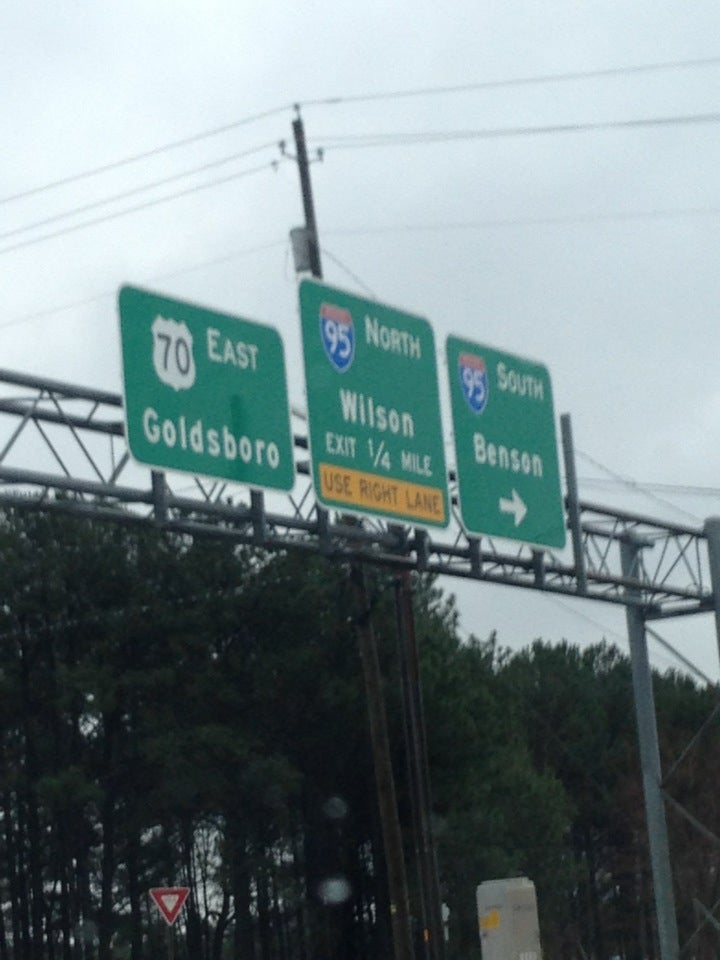 70 EAST
Goldsboro
95 NORTH
Wilson
EXIT 1/4 MILE
USE RIGHT LANE
95 SOUTH
Benson